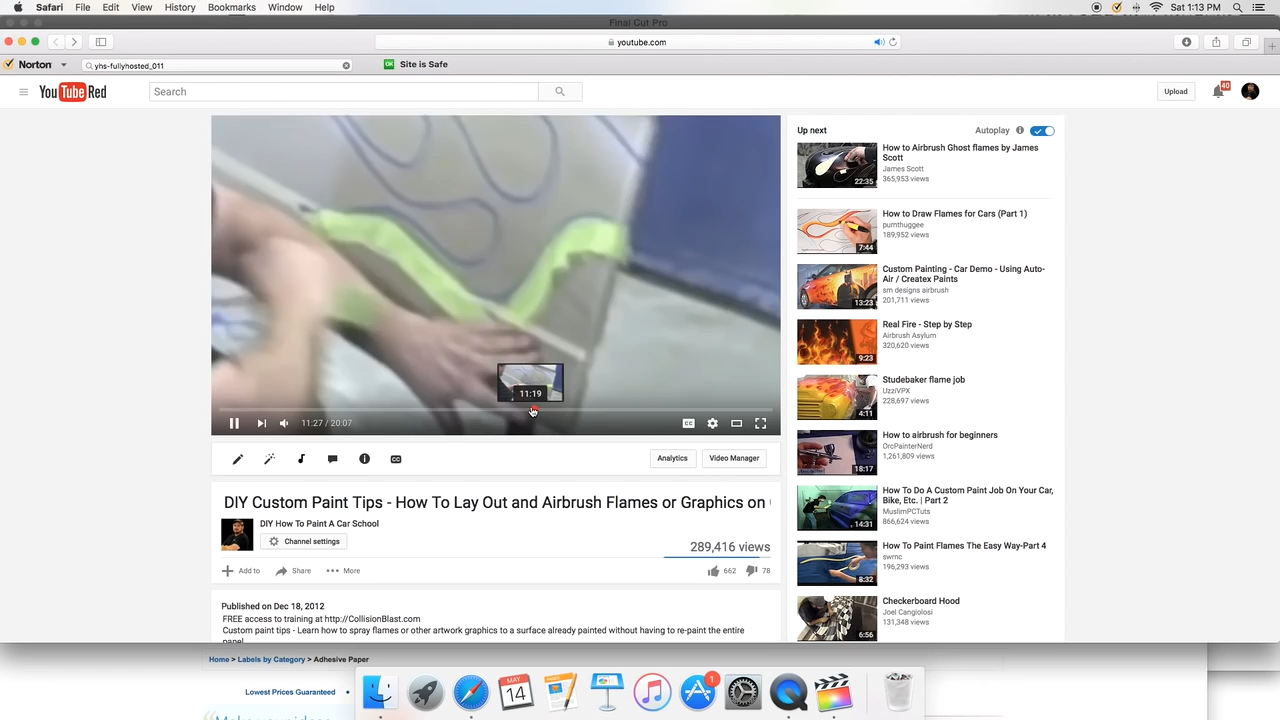 Safari File Edit View History Bookmarks Window Help
Sat 1:13 PM
Final Cut Pro
youtube.com
Norton
yhs-fullyhosted_011
OK Site is Safe
YouTube Red
Search
Upload
40
11:19
11:27 / 20:07
CC
Analytics
Video Manager
DIY Custom Paint Tips - How To Lay Out and Airbrush Flames or Graphics on
DIY How To Paint A Car School
Channel settings
289,416 views
Add to Share More
662 78
Published on Dec 18, 2012
FREE access to training at http://CollisionBlast.com
Custom paint tips - Learn how to spray flames or other artwork graphics to a surface already painted without having to re-paint the entire
panel
Up next
Autoplay
How to Airbrush Ghost flames by James
Scott
James Scott
365,953 views
22:35
How to Draw Flames for Cars (Part 1)
purnthuggee
189,952 views
7:44
Custom Painting - Car Demo - Using Auto-
Air / Createx Paints
sm designs airbrush
201,711 views
13:23
Real Fire - Step by Step
Airbrush Asylum
320,620 views
9:23
Studebaker flame job
UzziVPX
228,697 views
4:11
How to airbrush for beginners
OrcPainterNerd
1,261,809 views
18:17
How To Do A Custom Paint Job On Your Car,
Bike, Etc. | Part 2
MuslimPCTuts
866,624 views
14:31
How To Paint Flames The Easy Way-Part 4
swrnc
196,293 views
8:32
Checkerboard Hood
Joel Cangiolosi
131,348 views
6:56
Home > Labels by Category > Adhesive Paper
Lowest Prices Guaranteed
MAY
14
1